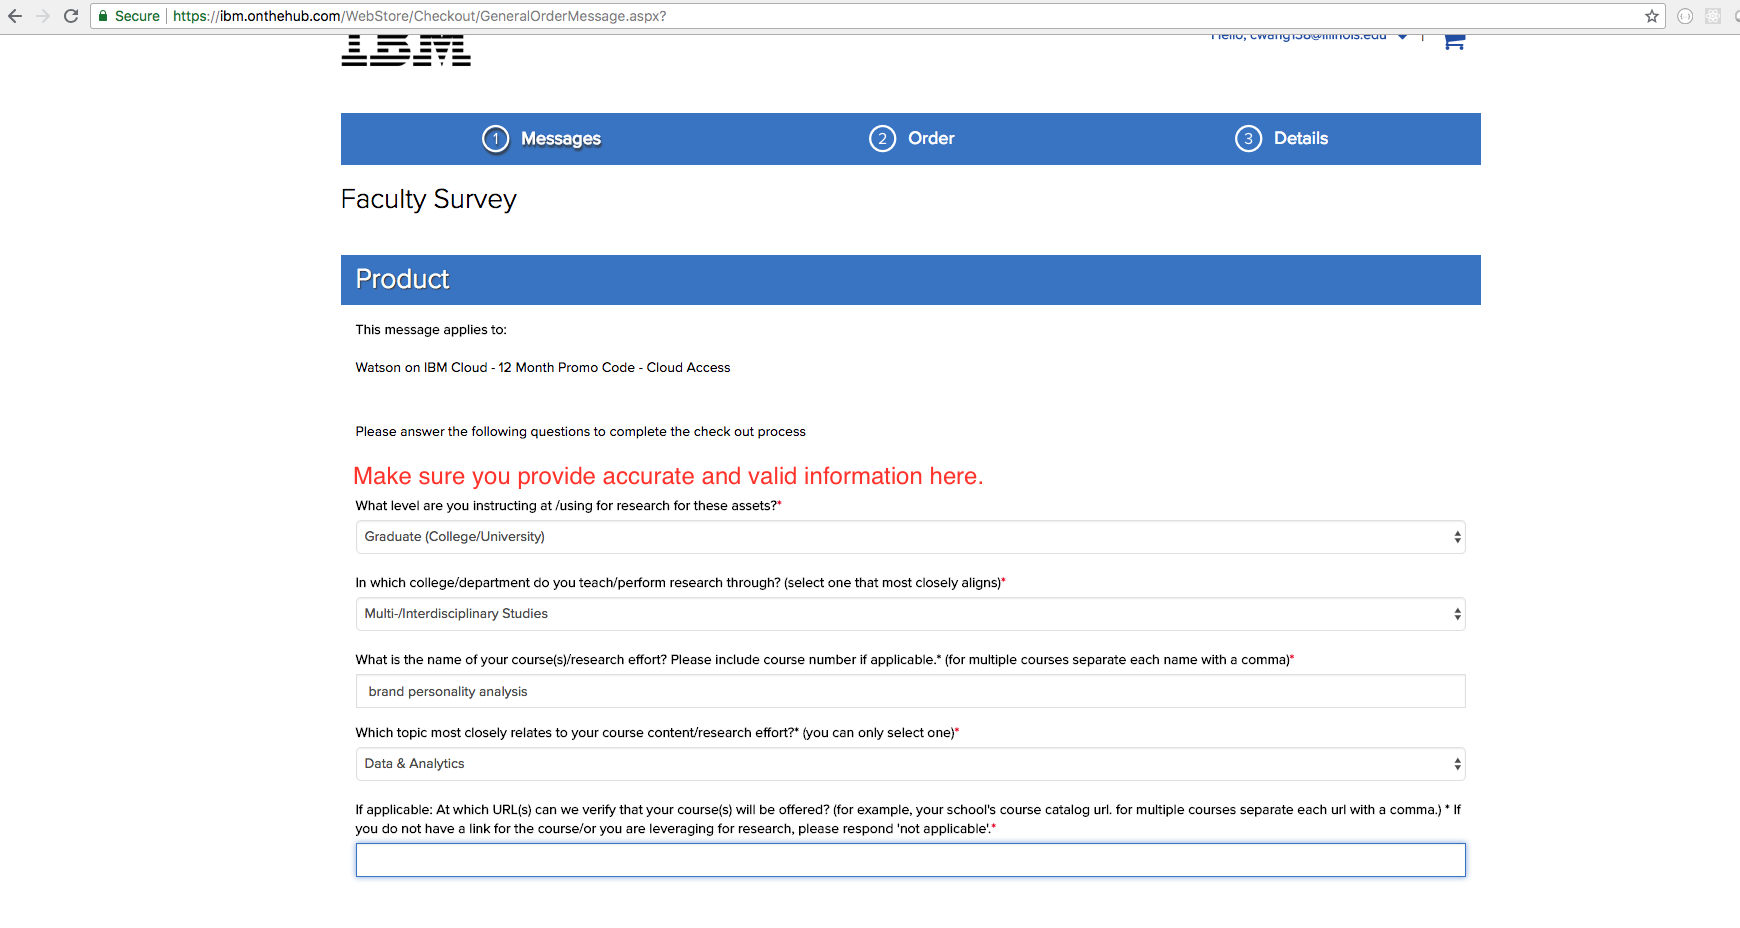 Secure https://ibm.onthehub.com/WebStore/Checkout/GeneralOrderMessage.aspx?
IBM
Hello, cwang138@illinois.edu
1 Messages
2 Order
3 Details
Faculty Survey
Product
This message applies to:
Watson on IBM Cloud - 12 Month Promo Code - Cloud Access
Please answer the following questions to complete the check out process
Make sure you provide accurate and valid information here.
What level are you instructing at /using for research for these assets?*
Graduate (College/University)
In which college/department do you teach/perform research through? (select one that most closely aligns)*
Multi-/Interdisciplinary Studies
What is the name of your course(s)/research effort? Please include course number if applicable.* (for multiple courses separate each name with a comma)*
brand personality analysis
Which topic most closely relates to your course content/research effort?* (you can only select one)*
Data & Analytics
If applicable: At which URL(s) can we verify that your course(s) will be offered? (for example, your school's course catalog url. for multiple courses separate each url with a comma.) * If
you do not have a link for the course/or you are leveraging for research, please respond 'not applicable'.*